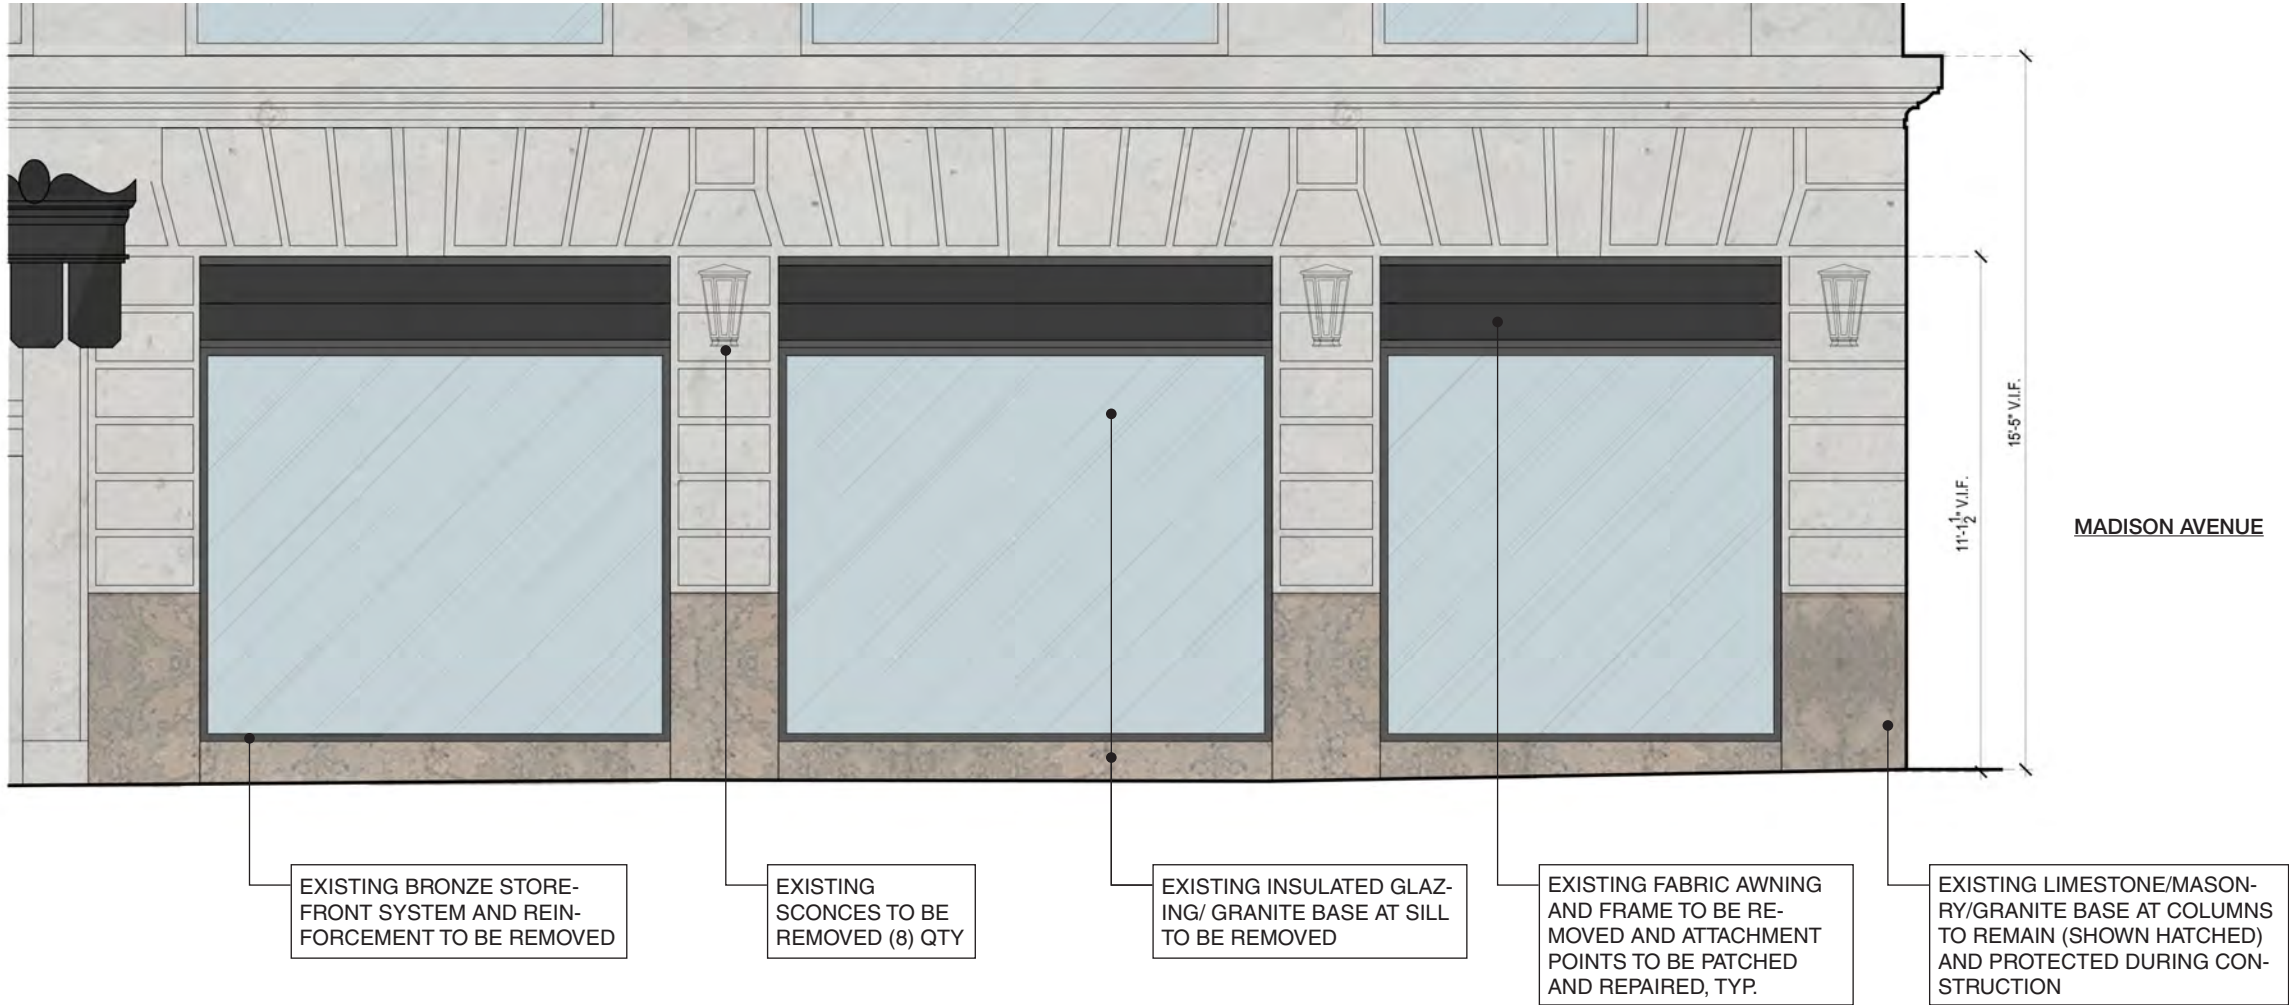 15'-5" V.I.F.
11'-1 1/2" V.I.F.
MADISON AVENUE
EXISTING BRONZE STORE-
FRONT SYSTEM AND REIN-
FORCEMENT TO BE REMOVED
EXISTING
SCONCES TO BE
REMOVED (8) QTY
EXISTING INSULATED GLAZ-
ING/ GRANITE BASE AT SILL
TO BE REMOVED
EXISTING FABRIC AWNING
AND FRAME TO BE RE-
MOVED AND ATTACHMENT
POINTS TO BE PATCHED
AND REPAIRED, TYP.
EXISTING LIMESTONE/MASON-
RY/GRANITE BASE AT COLUMNS
TO REMAIN (SHOWN HATCHED)
AND PROTECTED DURING CON-
STRUCTION